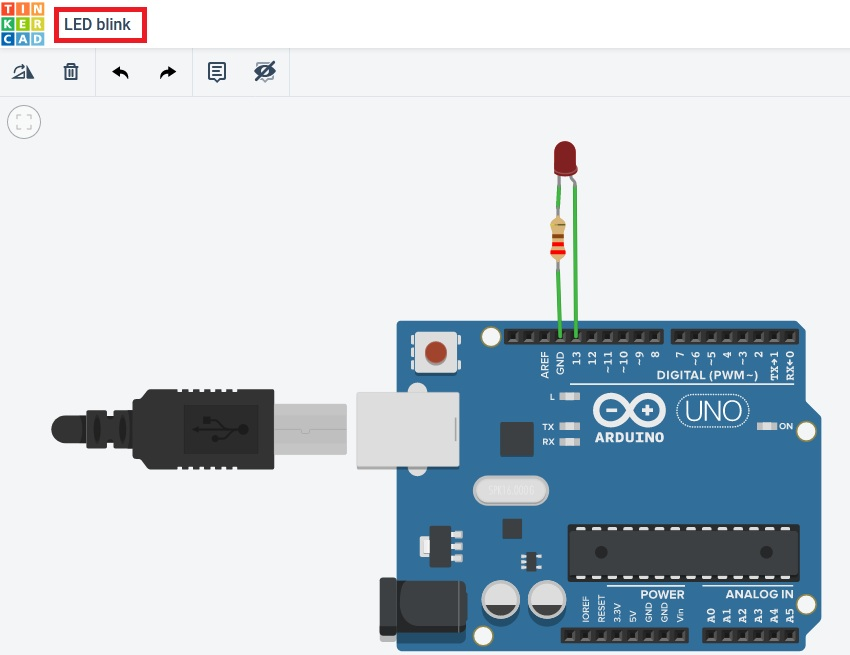 TIN
KER
CAD
LED blink
AREF
GND
13
12
~11
~10
~9
8
7
~6
~5
4
~3
2
TX→1
RX←0
DIGITAL (PWM~)
L
TX
RX
ARDUINO
UNO
ON
POWER
ANALOG IN
IOREF
RESET
3.3V
5V
GND
GND
Vin
A0
A1
A2
A3
A4
A5